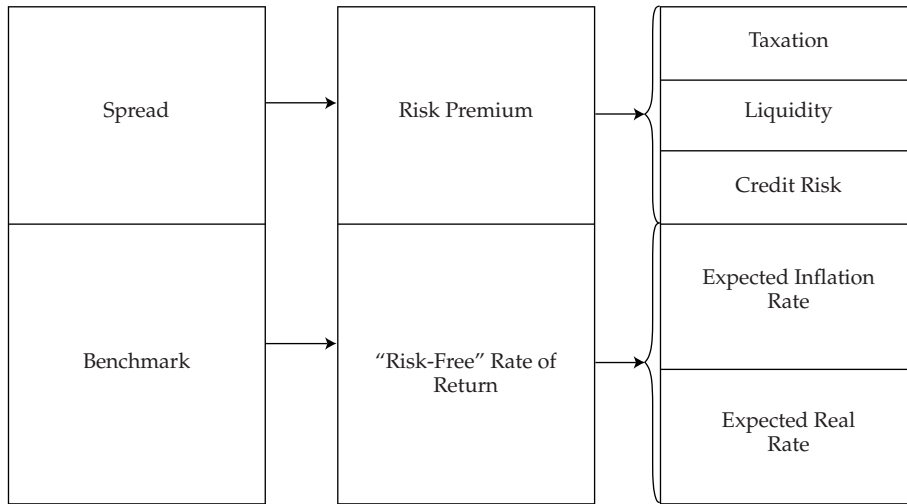 Spread
Risk Premium
Taxation
Liquidity
Credit Risk
Benchmark
“Risk-Free” Rate of
Return
Expected Inflation
Rate
Expected Real
Rate